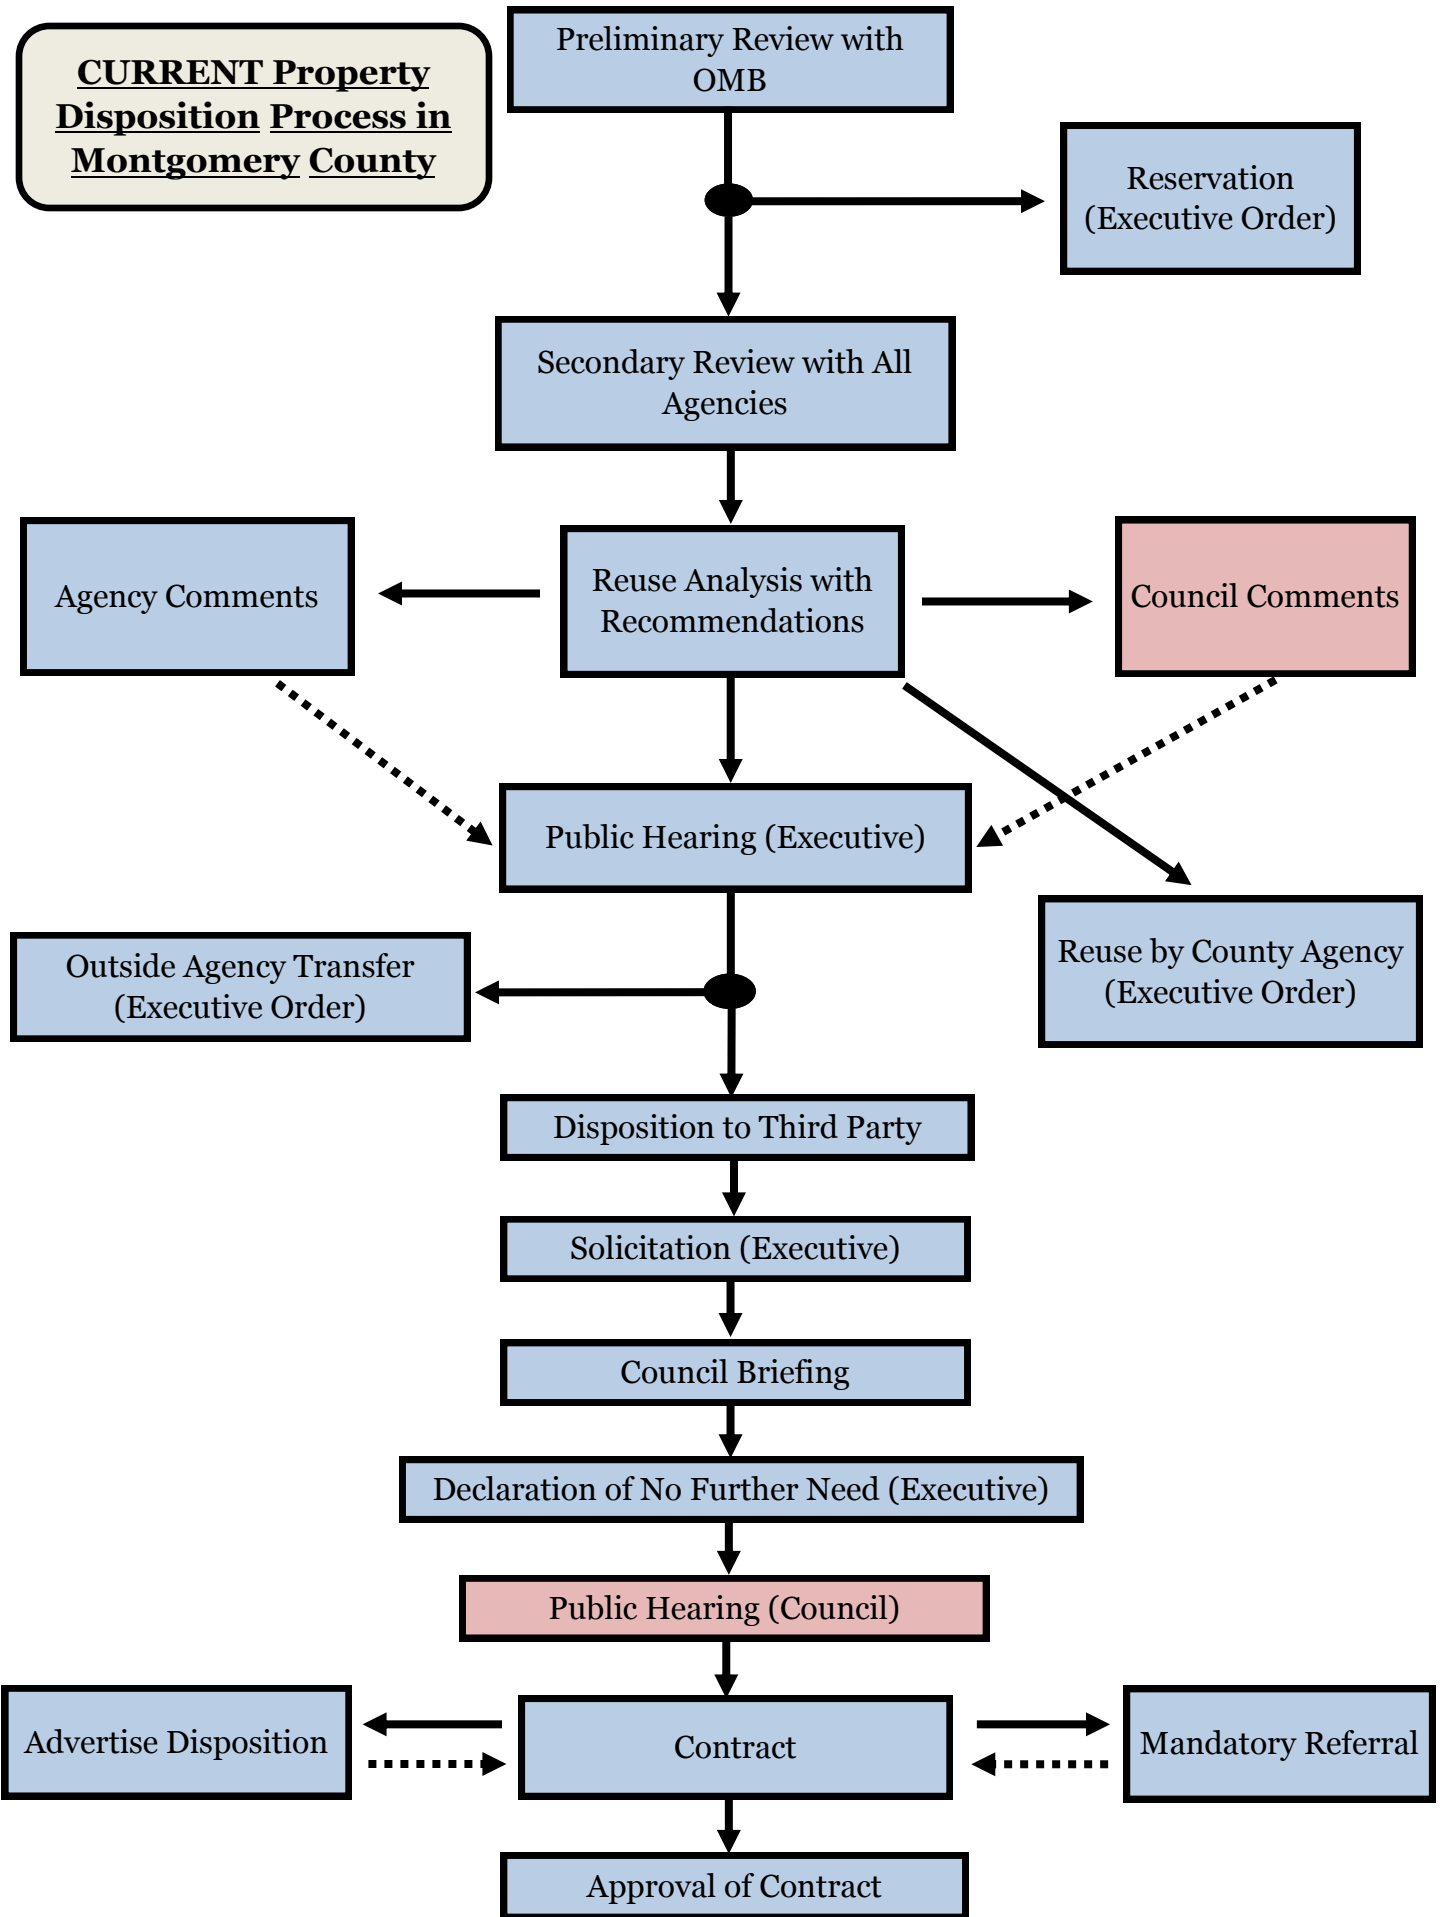 CURRENT Property
Disposition Process in
Montgomery County
Preliminary Review with
OMB
Reservation
(Executive Order)
Secondary Review with All
Agencies
Agency Comments
Reuse Analysis with
Recommendations
Council Comments
Public Hearing (Executive)
Outside Agency Transfer
(Executive Order)
Reuse by County Agency
(Executive Order)
Disposition to Third Party
Solicitation (Executive)
Council Briefing
Declaration of No Further Need (Executive)
Public Hearing (Council)
Advertise Disposition
Contract
Mandatory Referral
Approval of Contract